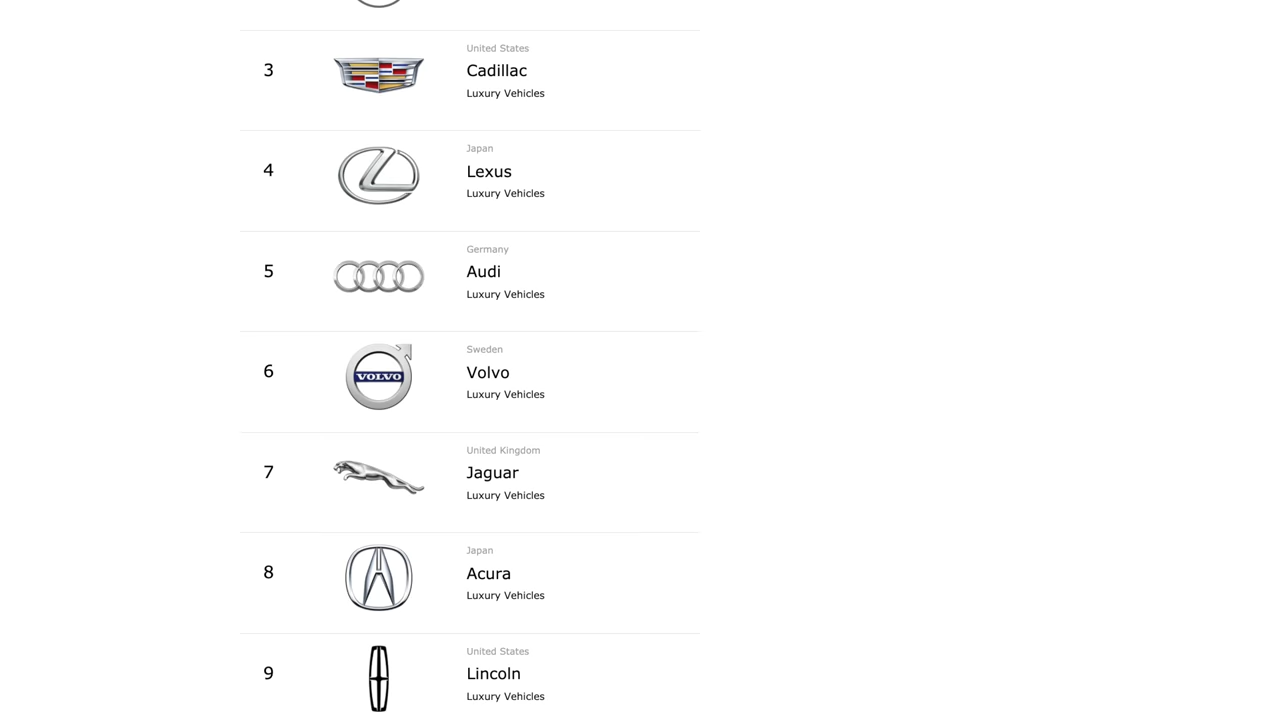 United States
3
Cadillac
Luxury Vehicles
Japan
4
Lexus
Luxury Vehicles
Germany
5
Audi
Luxury Vehicles
Sweden
6
VOLVO
Volvo
Luxury Vehicles
United Kingdom
7
Jaguar
Luxury Vehicles
Japan
8
Acura
Luxury Vehicles
United States
9
Lincoln
Luxury Vehicles